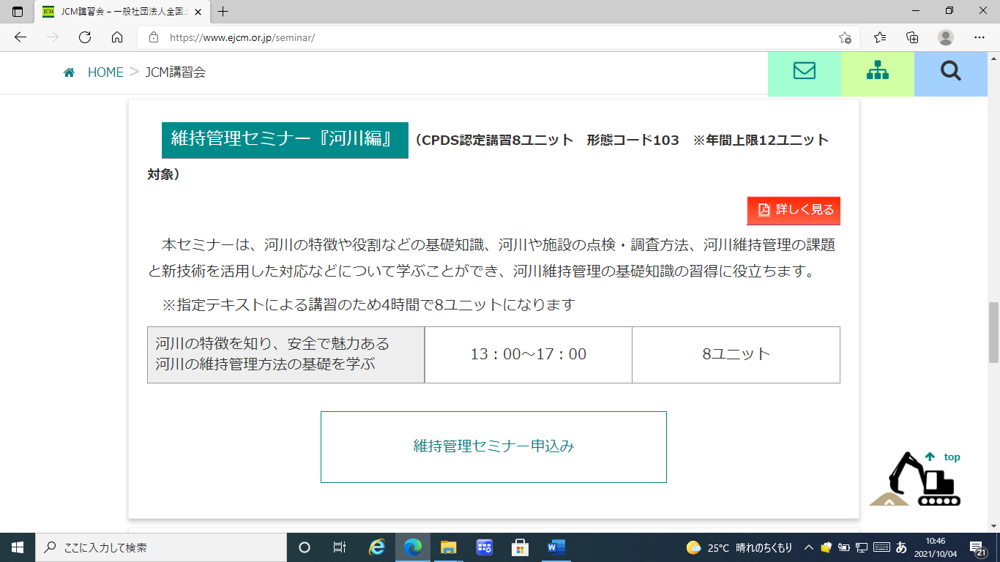 JCM
JCM講習会 – 一般社団法人全国土
https://www.ejcm.or.jp/seminar/
HOME > JCM講習会
維持管理セミナー『河川編』（CPDS認定講習8ユニット　形態コード103　※年間上限12ユニット
対象）
詳しく見る
本セミナーは、河川の特徴や役割などの基礎知識、河川や施設の点検・調査方法、河川維持管理の課題
と新技術を活用した対応などについて学ぶことができ、河川維持管理の基礎知識の習得に役立ちます。
※指定テキストによる講習のため4時間で8ユニットになります
河川の特徴を知り、安全で魅力ある
河川の維持管理方法の基礎を学ぶ
13：00～17：00
8ユニット
維持管理セミナー申込み
top
ここに入力して検索
25°C 晴れのちくもり
あ
10:46
2021/10/04
21